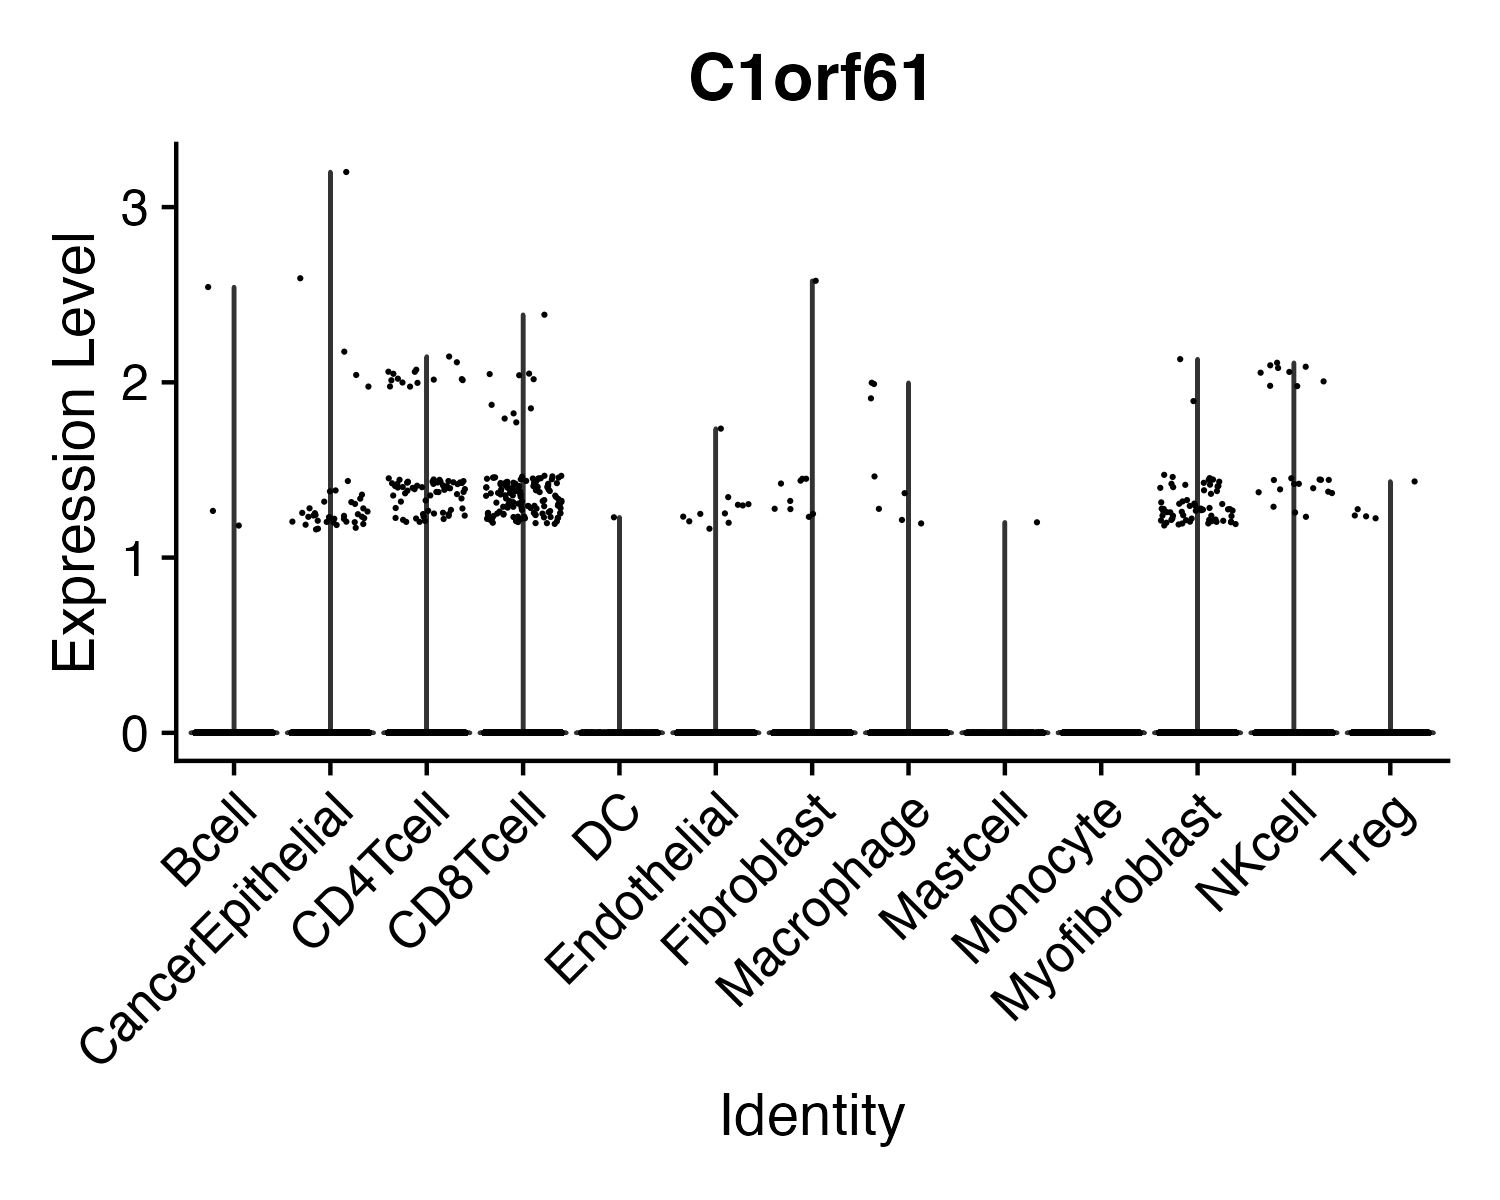 C1orf61
Expression Level
3
2
1
0
Bcell
CancerEpithelial
CD4Tcell
CD8Tcell
DC
Endothelial
Fibroblast
Macrophage
Mastcell
Monocyte
Myofibroblast
NKcell
Treg
Identity